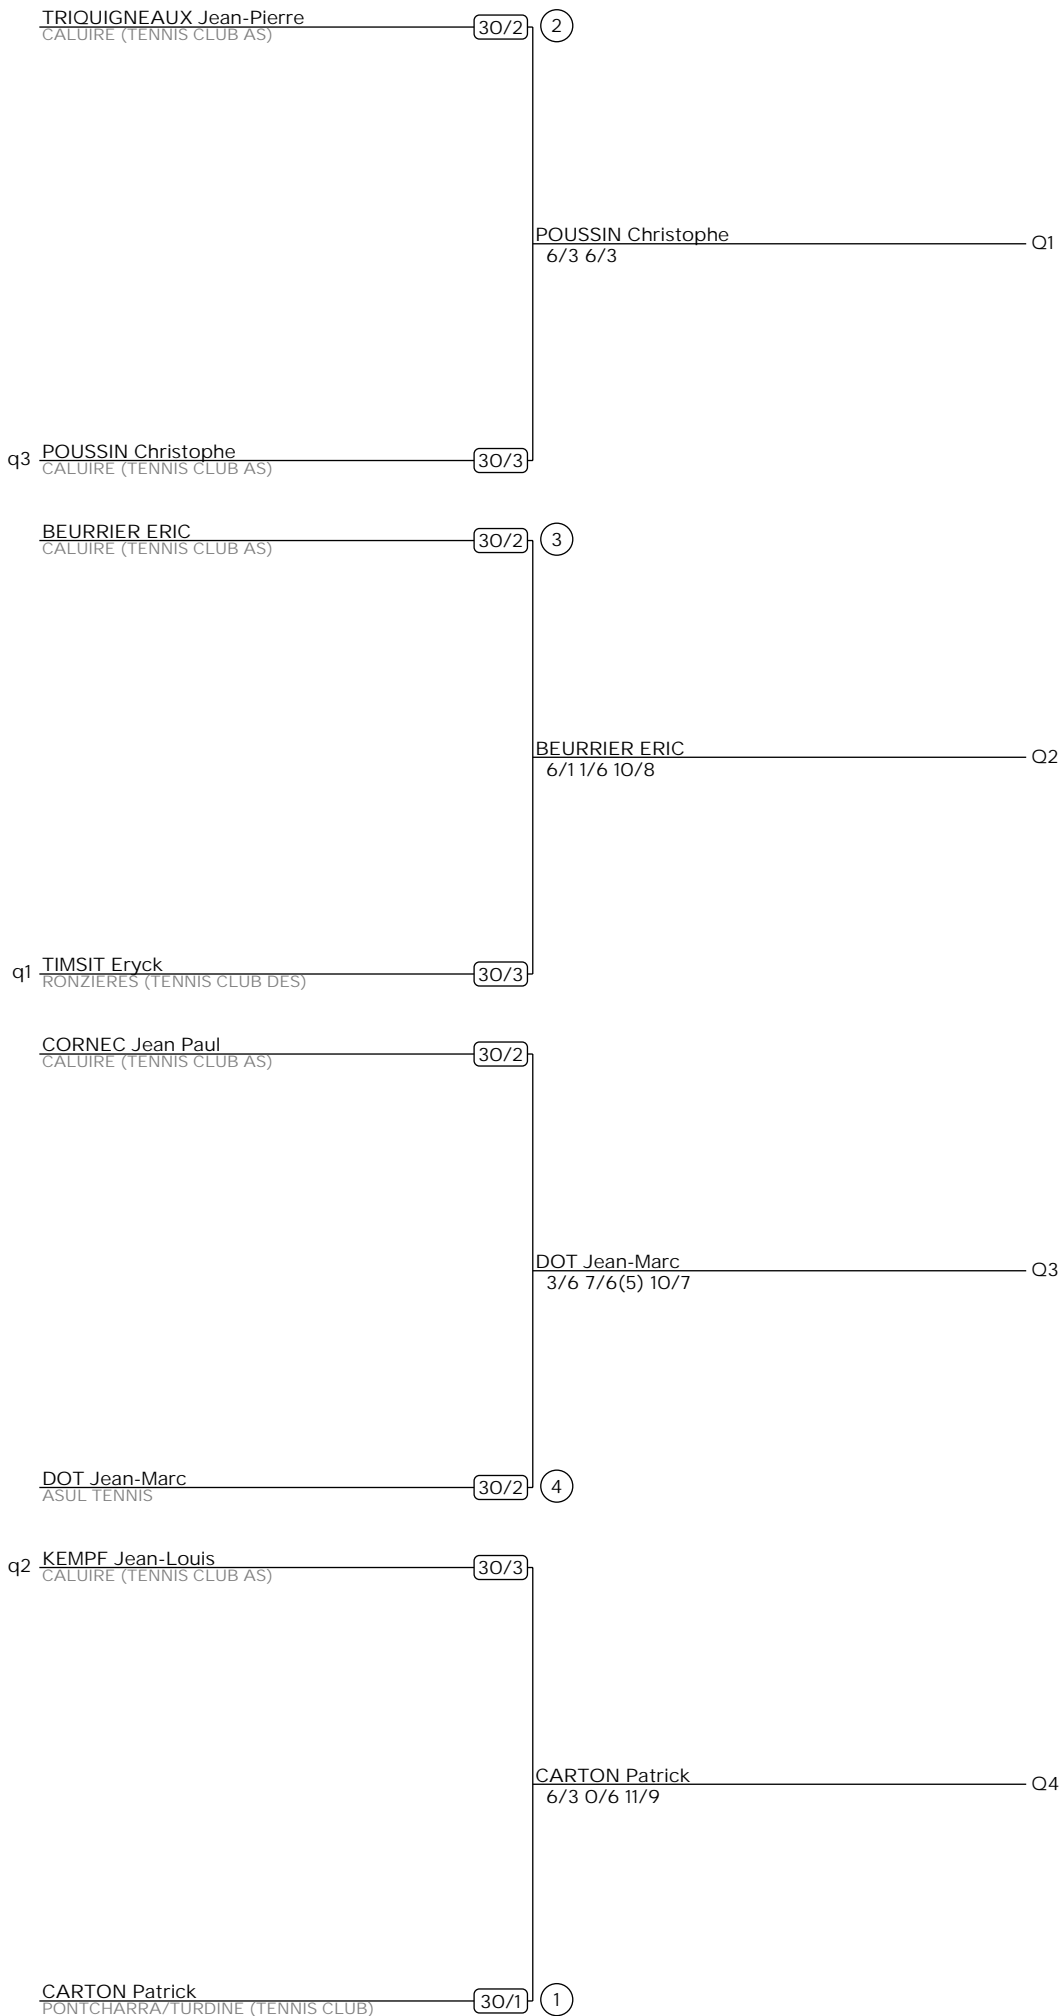 TRIQUIGNEAUX Jean-Pierre
CALUIRE (TENNIS CLUB AS)
30/2
2
POUSSIN Christophe
6/3 6/3
Q1
q3
POUSSIN Christophe
CALUIRE (TENNIS CLUB AS)
30/3
BEURRIER ERIC
CALUIRE (TENNIS CLUB AS)
30/2
3
BEURRIER ERIC
6/1 1/6 10/8
Q2
q1
TIMSIT Eryck
RONZIERES (TENNIS CLUB DES)
30/3
CORNEC Jean Paul
CALUIRE (TENNIS CLUB AS)
30/2
DOT Jean-Marc
3/6 7/6(5) 10/7
Q3
DOT Jean-Marc
ASUL TENNIS
30/2
4
q2
KEMPF Jean-Louis
CALUIRE (TENNIS CLUB AS)
30/3
CARTON Patrick
6/3 0/6 11/9
Q4
CARTON Patrick
PONTCHARRA/TURDINE (TENNIS CLUB)
30/1
1